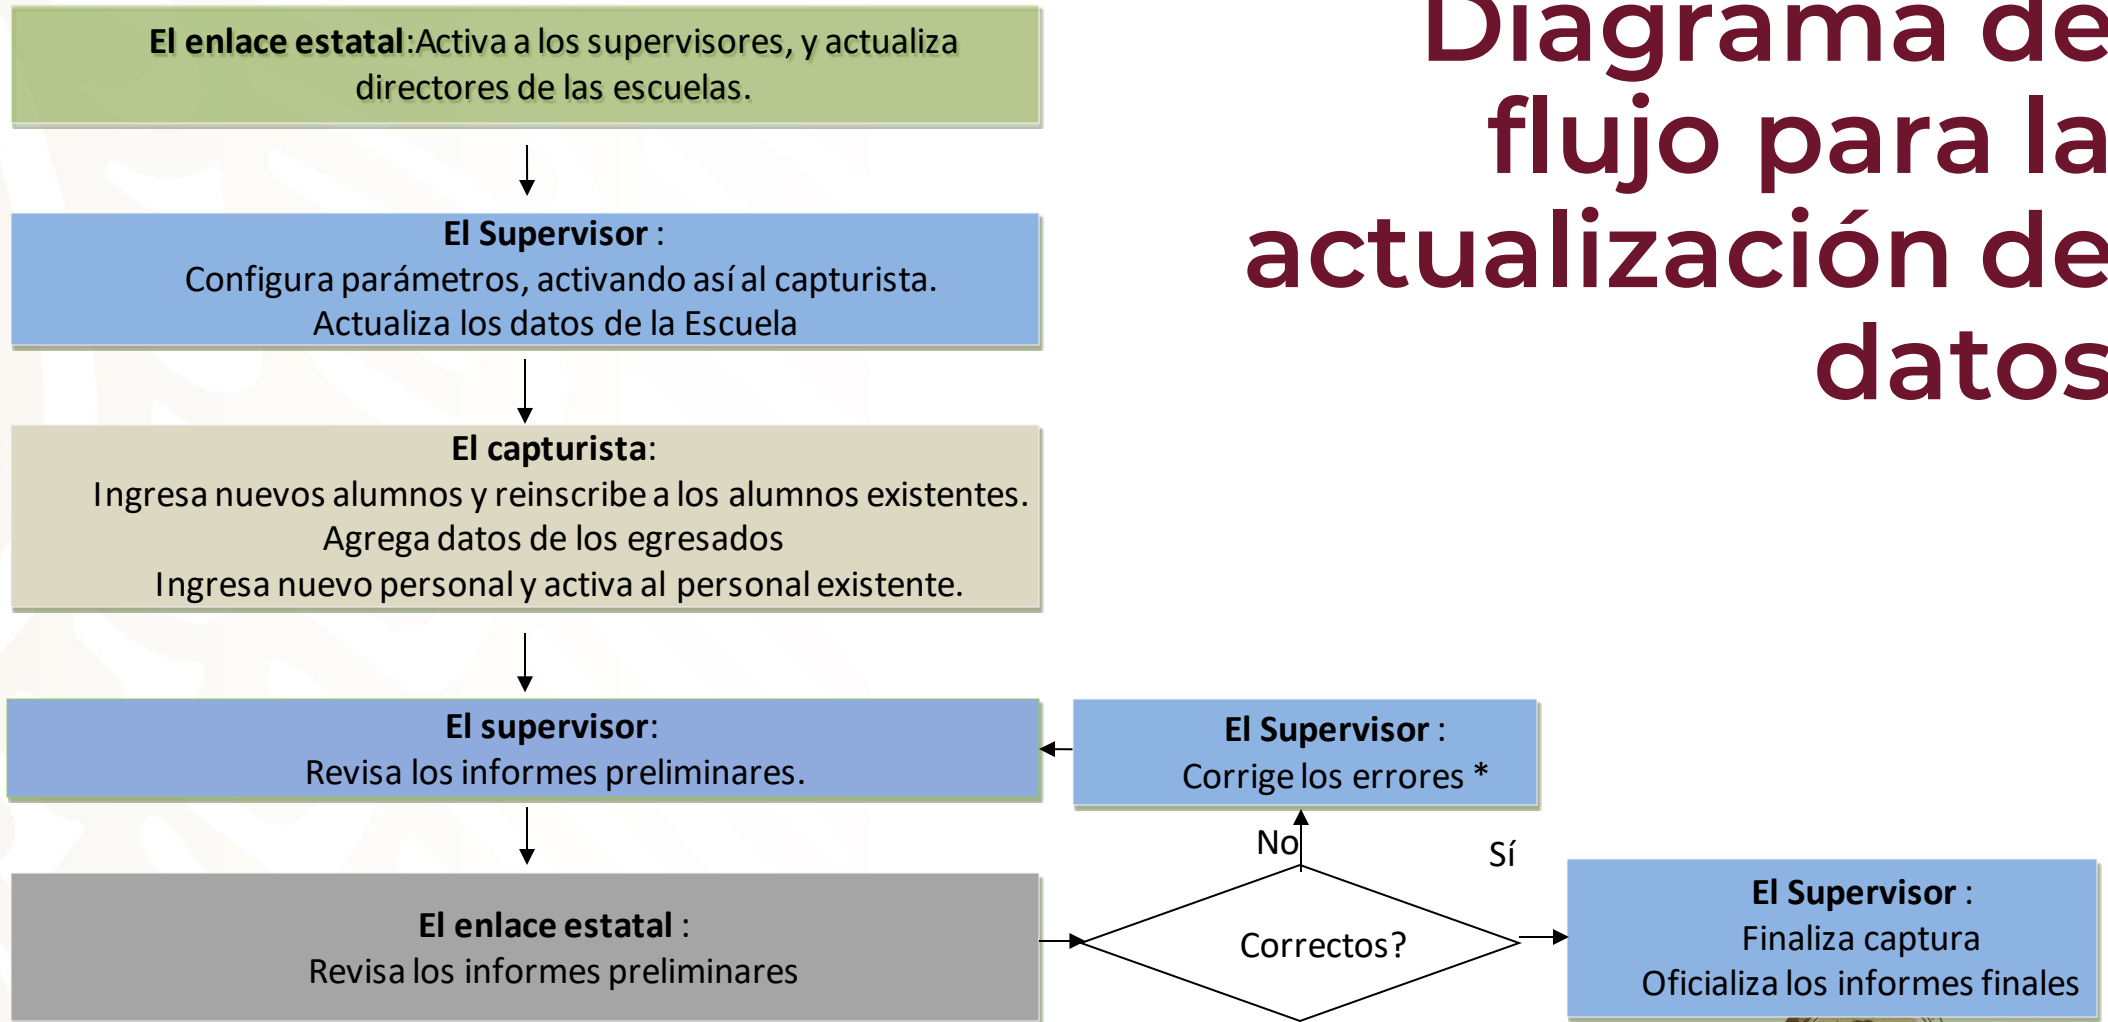 Diagrama de
flujo para la
actualización de
datos
El enlace estatal:Activa a los supervisores, y actualiza
directores de las escuelas.
El Supervisor :
Configura parámetros, activando así al capturista.
Actualiza los datos de la Escuela
El capturista:
Ingresa nuevos alumnos y reinscribe a los alumnos existentes.
Agrega datos de los egresados
Ingresa nuevo personal y activa al personal existente.
El supervisor:
Revisa los informes preliminares.
El Supervisor :
Corrige los errores *
No
Sí
El enlace estatal :
Revisa los informes preliminares
Correctos?
El Supervisor :
Finaliza captura
Oficializa los informes finales